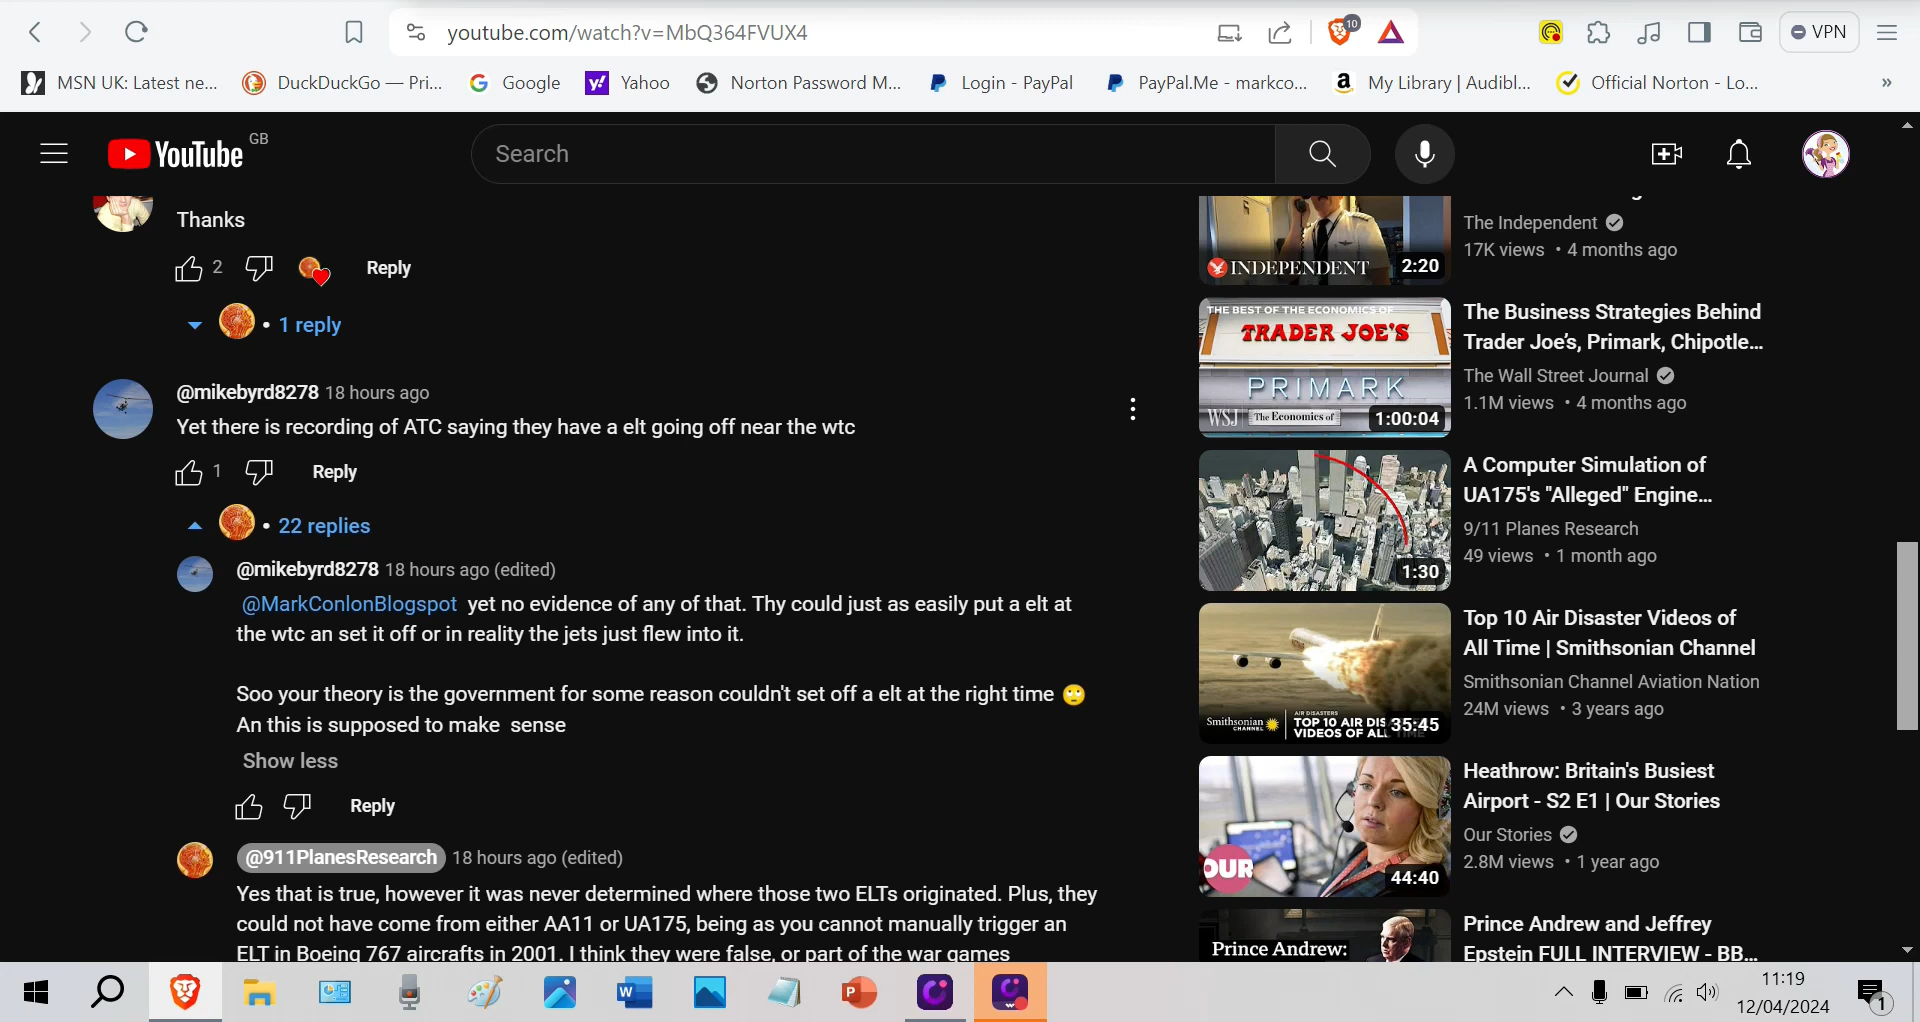 youtube.com/watch?v=MbQ364FVUX4
10
VPN
MSN UK: Latest ne...
DuckDuckGo — Pri...
Google
Yahoo
Norton Password M...
Login - PayPal
PayPal.Me - markco...
My Library | Audibl...
Official Norton - Lo...
»
YouTube GB
Search
Thanks
2
Reply
• 1 reply
@mikebyrd8278 18 hours ago
Yet there is recording of ATC saying they have a elt going off near the wtc
1
Reply
• 22 replies
@mikebyrd8278 18 hours ago (edited)
@MarkConlonBlogspot yet no evidence of any of that. Thy could just as easily put a elt at
the wtc an set it off or in reality the jets just flew into it.
Soo your theory is the government for some reason couldn't set off a elt at the right time 🙄
An this is supposed to make sense
Show less
Reply
@911PlanesResearch 18 hours ago (edited)
Yes that is true, however it was never determined where those two ELTs originated. Plus, they
could not have come from either AA11 or UA175, being as you cannot manually trigger an
ELT in Boeing 767 aircrafts in 2001. I think they were false, or part of the war games
INDEPENDENT
2:20
The Independent
17K views • 4 months ago
THE BEST OF THE ECONOMICS OF
TRADER JOE'S
PRIMARK
WSJ The Economics of
1:00:04
The Business Strategies Behind
Trader Joe's, Primark, Chipotle...
The Wall Street Journal
1.1M views • 4 months ago
1:30
A Computer Simulation of
UA175's "Alleged" Engine...
9/11 Planes Research
49 views • 1 month ago
Smithsonian
CHANNEL
AIR DISASTERS
TOP 10 AIR DIS
VIDEOS OF ALL TIME
35:45
Top 10 Air Disaster Videos of
All Time | Smithsonian Channel
Smithsonian Channel Aviation Nation
24M views • 3 years ago
OUR
44:40
Heathrow: Britain's Busiest
Airport - S2 E1 | Our Stories
Our Stories
2.8M views • 1 year ago
Prince Andrew:
Prince Andrew and Jeffrey
Epstein FULL INTERVIEW - BB...
11:19
12/04/2024
1